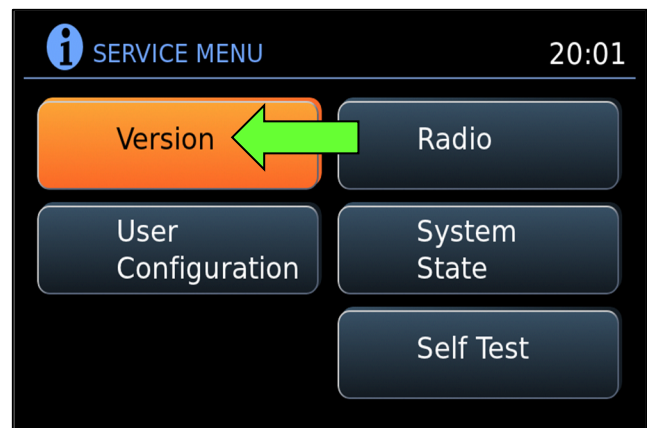 i SERVICE MENU 20:01
Version
Radio
User
Configuration
System
State
Self Test